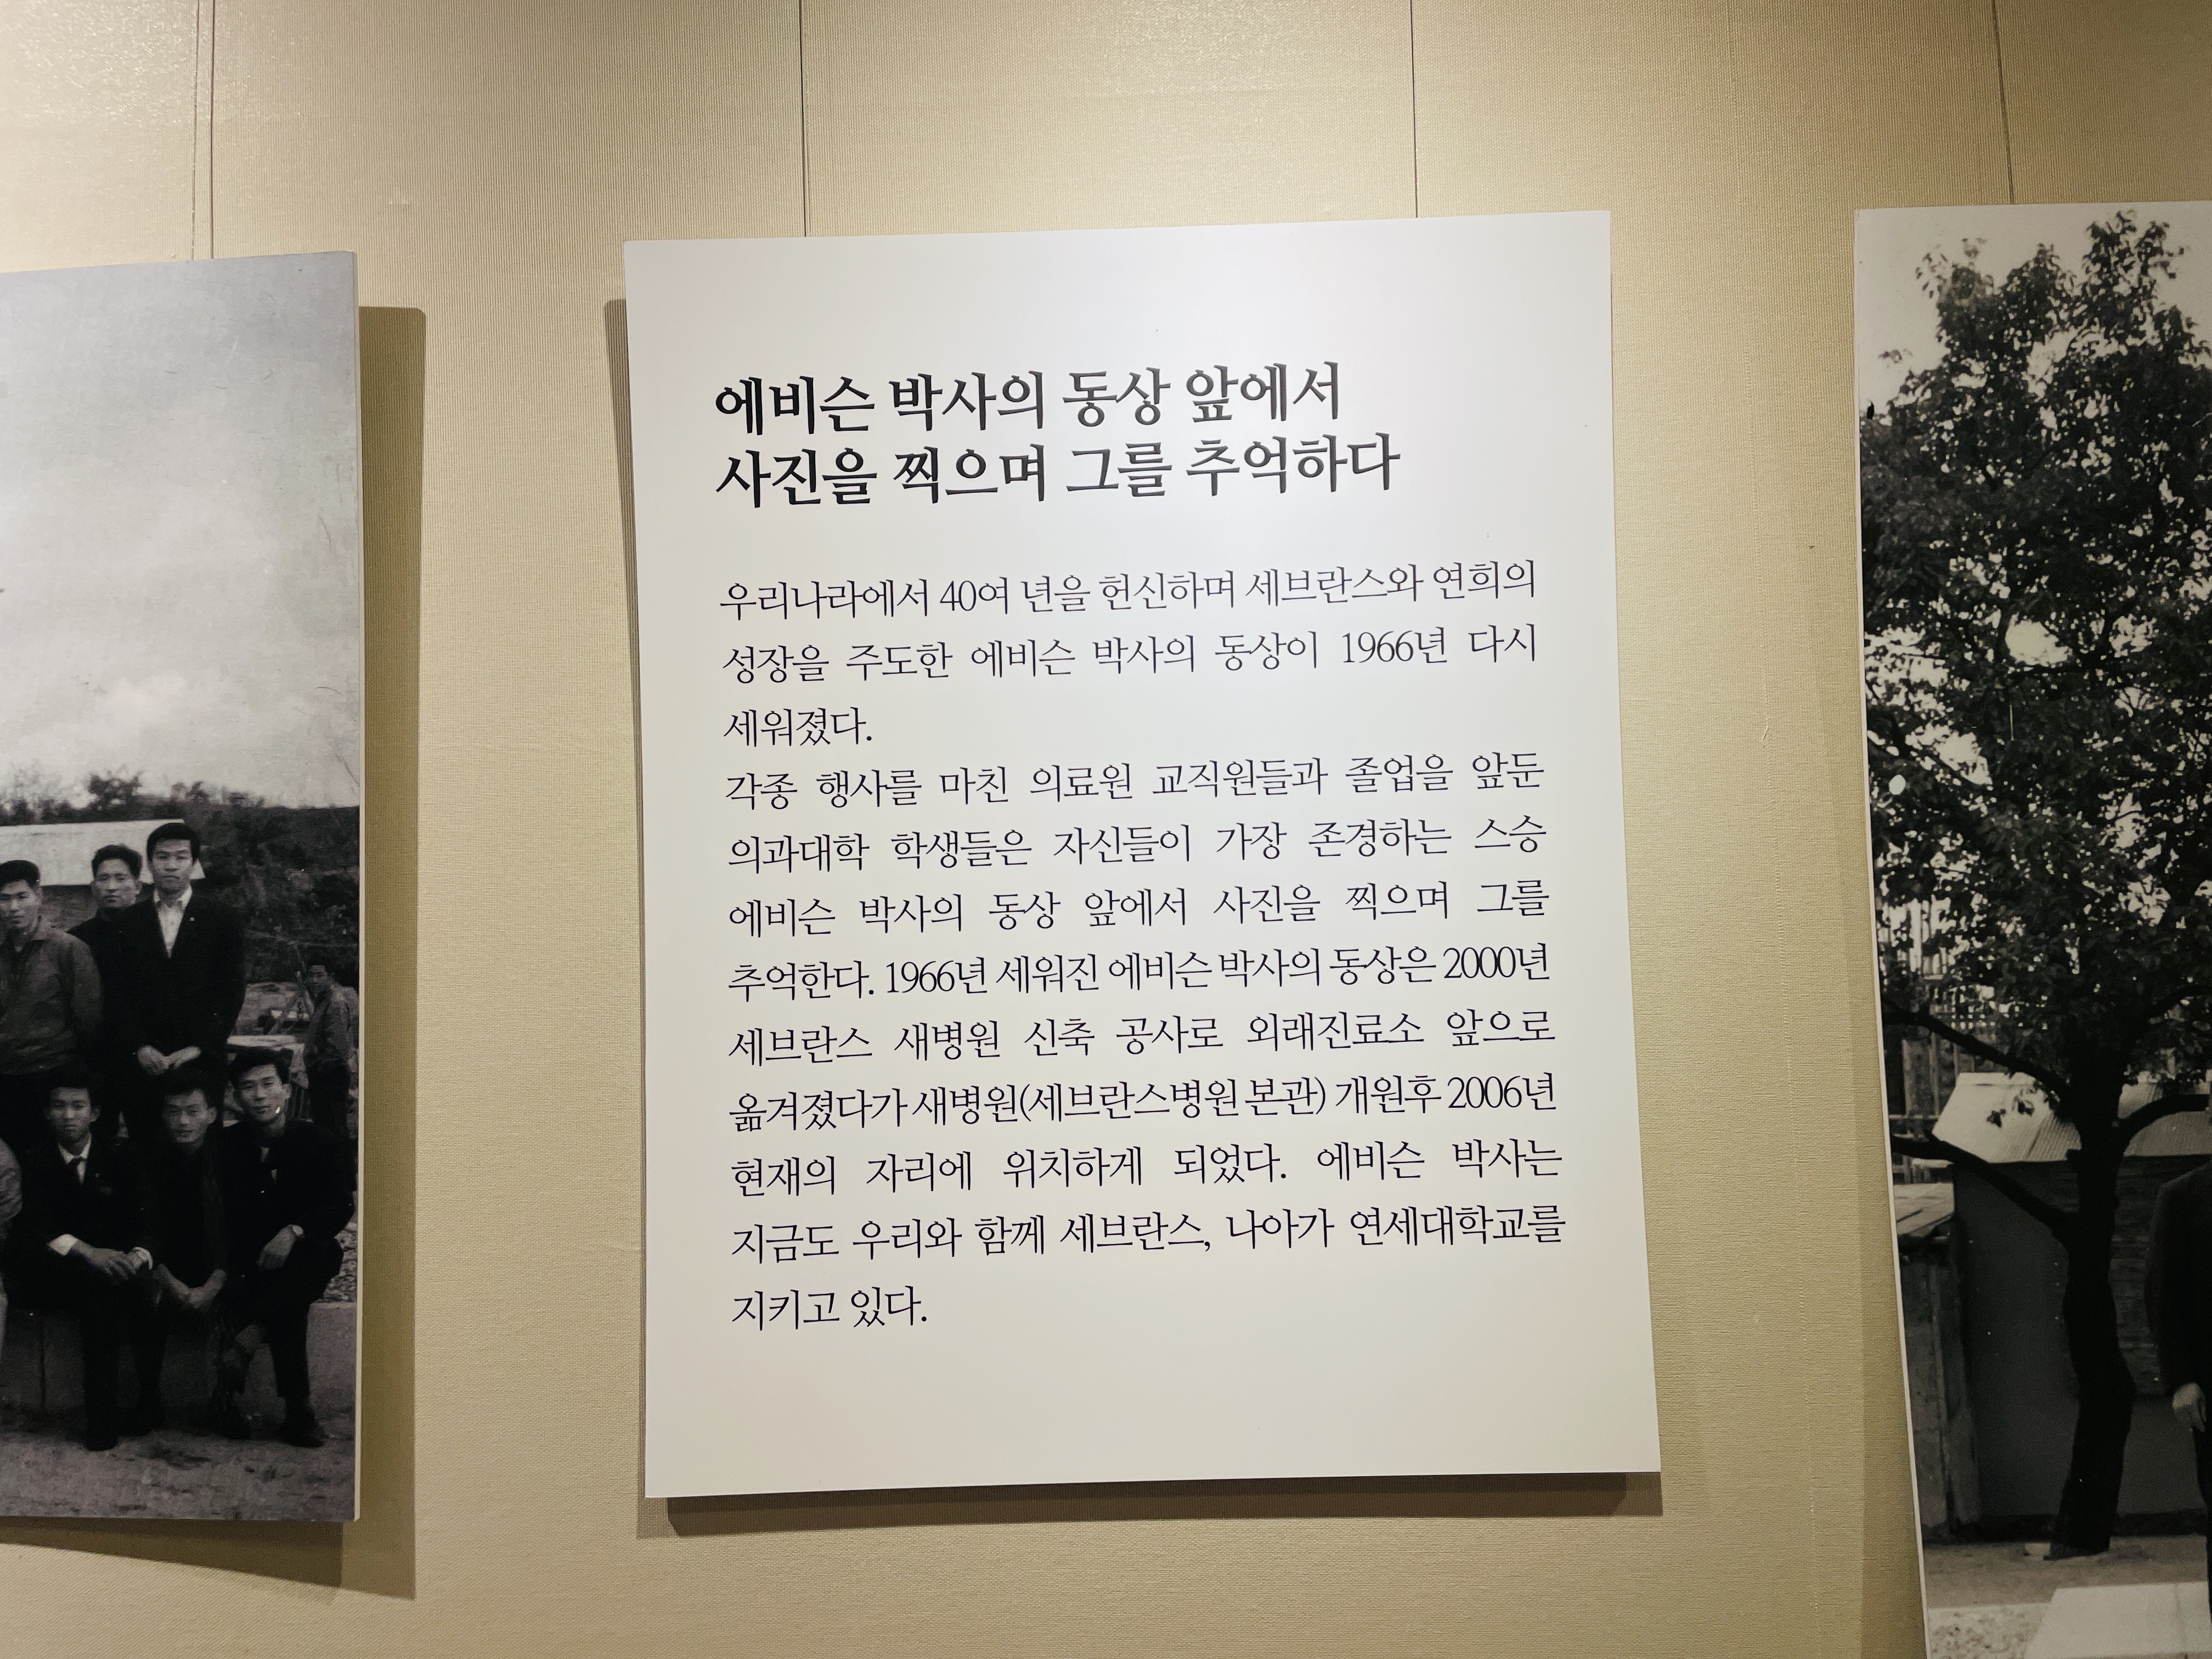 에비슨 박사의 동상 앞에서
사진을 찍으며 그를 추억하다
우리나라에서 40여 년을 헌신하며 세브란스와 연희의
성장을 주도한 에비슨 박사의 동상이 1966년 다시
세워졌다.
각종 행사를 마친 의료원 교직원들과 졸업을 앞둔
의과대학 학생들은 자신들이 가장 존경하는 스승
에비슨 박사의 동상 앞에서 사진을 찍으며 그를
추억한다. 1966년 세워진 에비슨 박사의 동상은 2000년
세브란스 새병원 신축 공사로 외래진료소 앞으로
옮겨졌다가 새병원(세브란스병원 본관) 개원후 2006년
현재의 자리에 위치하게 되었다. 에비슨 박사는
지금도 우리와 함께 세브란스, 나아가 연세대학교를
지키고 있다.